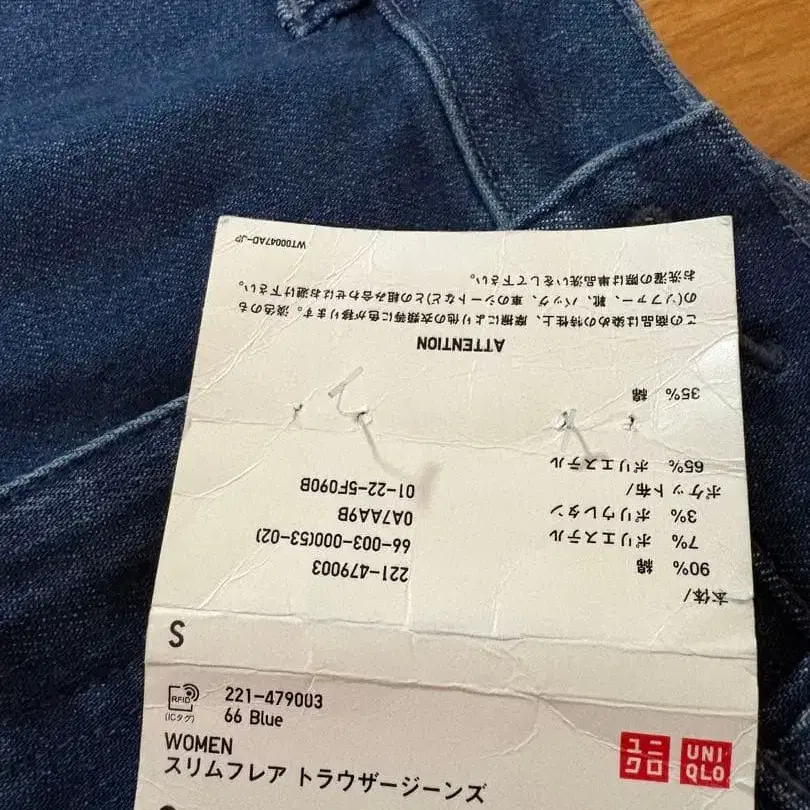 WT00047AD-JP
ATTENTION
この商品は染めの特性上、摩擦により他の衣類等に色が移ります。淡色のも
の(ソファー、靴、バッグ、車のシートなど)との組み合わせはお避け下さい。
お洗濯の際は単品洗いをして下さい。
本体/
90% 綿
7% ポリエステル
3% ポリウレタン
ポケット布/
65% ポリエステル
35% 綿
221-479003
66-003-000(53-02)
0A7AA9B
01-22-5F090B
S
RFID
(ICタグ)
221-479003
66 Blue
WOMEN
スリムフレア トラウザージーンズ
ユニ
クロ
UNI
QLO